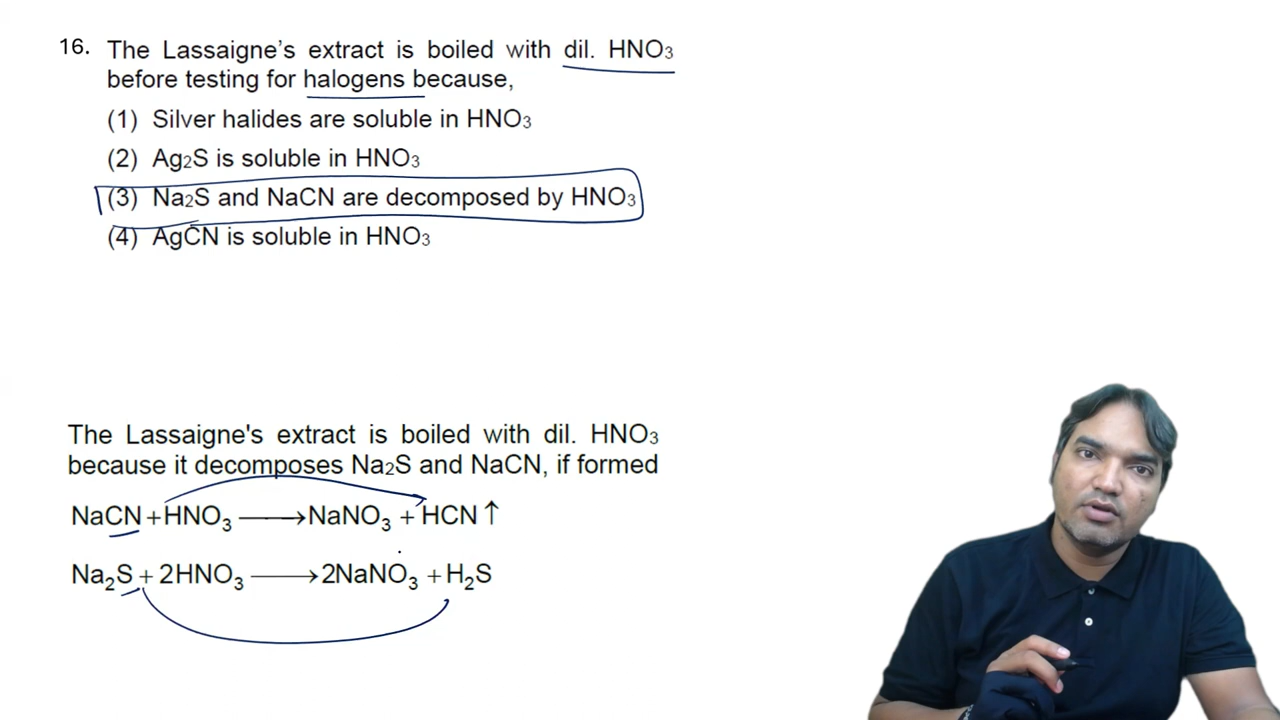 16. The Lassaigne's extract is boiled with dil. HNO₃
before testing for halogens because,
(1) Silver halides are soluble in HNO₃
(2) Ag₂S is soluble in HNO₃
(3) Na₂S and NaCN are decomposed by HNO₃
(4) AgCN is soluble in HNO₃
The Lassaigne's extract is boiled with dil. HNO₃
because it decomposes Na₂S and NaCN, if formed
NaCN + HNO₃ ⟶ NaNO₃ + HCN ↑
Na₂S + 2HNO₃ ⟶ 2NaNO₃ + H₂S